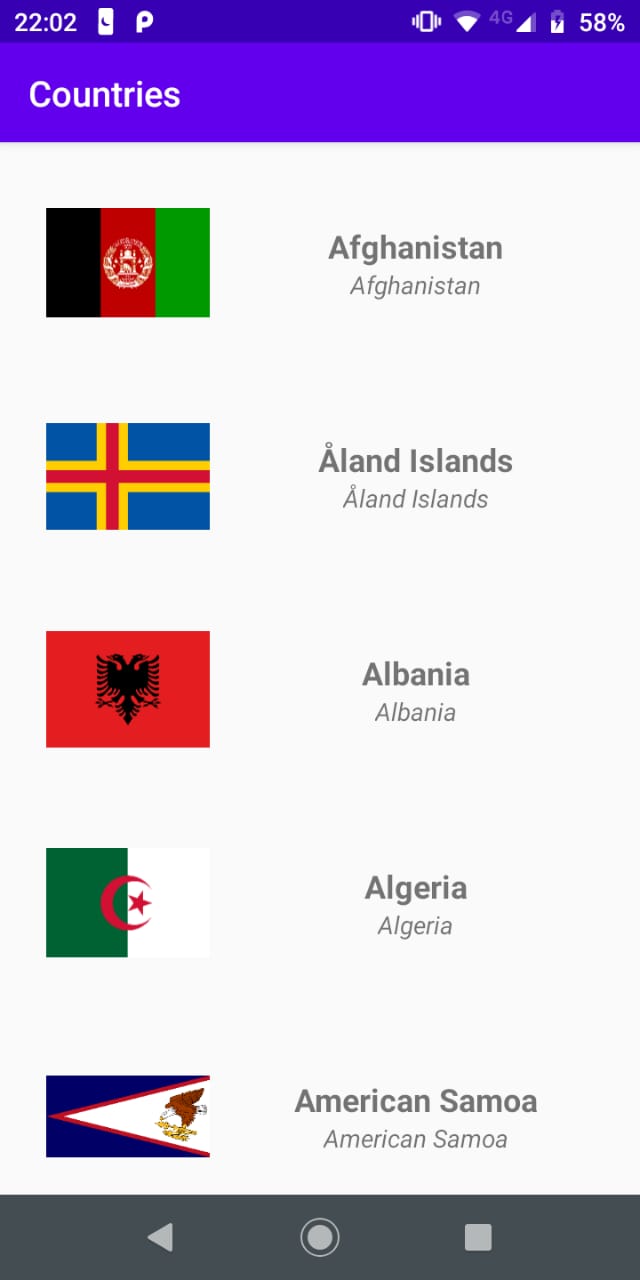 22:02
4G
58%
Countries
Afghanistan
Afghanistan
Åland Islands
Åland Islands
Albania
Albania
Algeria
Algeria
American Samoa
American Samoa